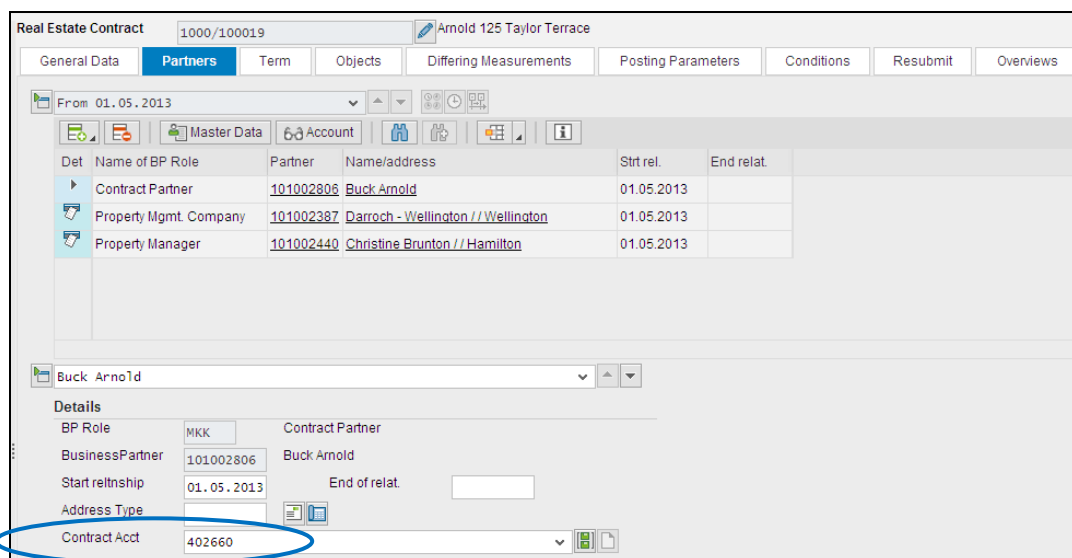 Real Estate Contract 1000/100019 Arnold 125 Taylor Terrace
General Data Partners Term Objects Differing Measurements Posting Parameters Conditions Resubmit Overviews
From 01.05.2013
Master Data Account
Det Name of BP Role Partner Name/address Strt rel. End relat.
Contract Partner 101002806 Buck Arnold 01.05.2013
Property Mgmt. Company 101002387 Darroch - Wellington / / Wellington 01.05.2013
Property Manager 101002440 Christine Brunton / / Hamilton 01.05.2013
Buck Arnold
Details
BP Role MKK Contract Partner
BusinessPartner 101002806 Buck Arnold
Start reltnship 01.05.2013 End of relat.
Address Type
Contract Acct 402660